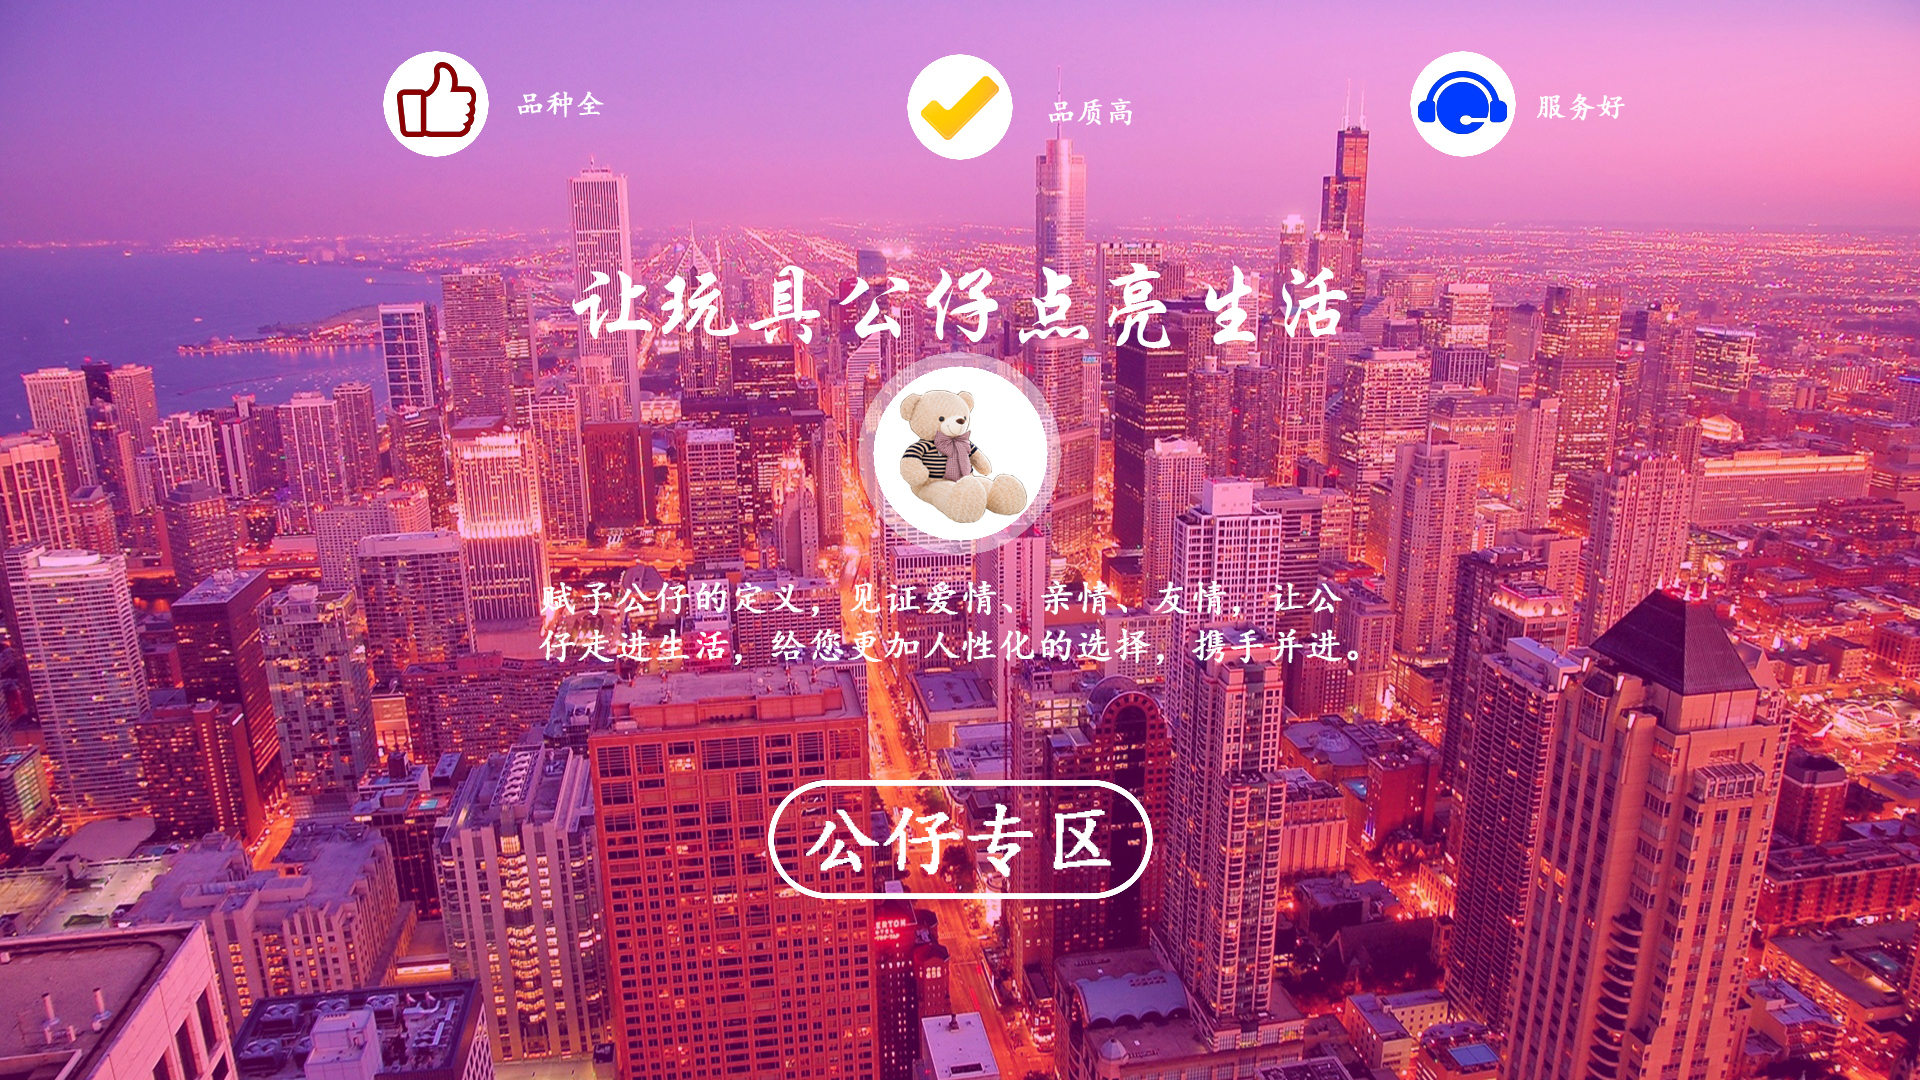 品种全
品质高
服务好
让玩具公仔点亮生活
赋予公仔的定义，见证爱情、亲情、友情，让公
仔走进生活，给您更加人性化的选择，携手并进。
公仔专区